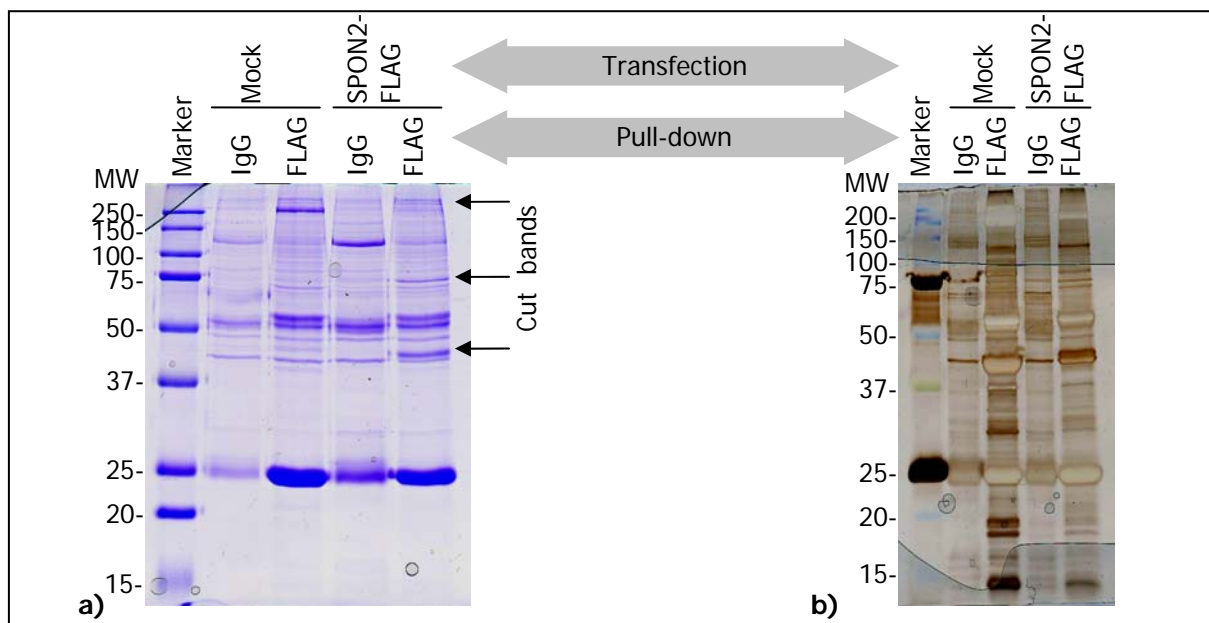 Transfection
Pull-down
Marker
Mock
SPON2-
FLAG
IgG
FLAG
IgG
FLAG
MW
250-
150-
100-
75-
50-
37-
25-
20-
15-
Cut bands
a)
Marker
Mock
SPON2-
FLAG
IgG
FLAG
IgG
FLAG
MW
200-
150-
100-
75-
50-
37-
25-
20-
15-
b)